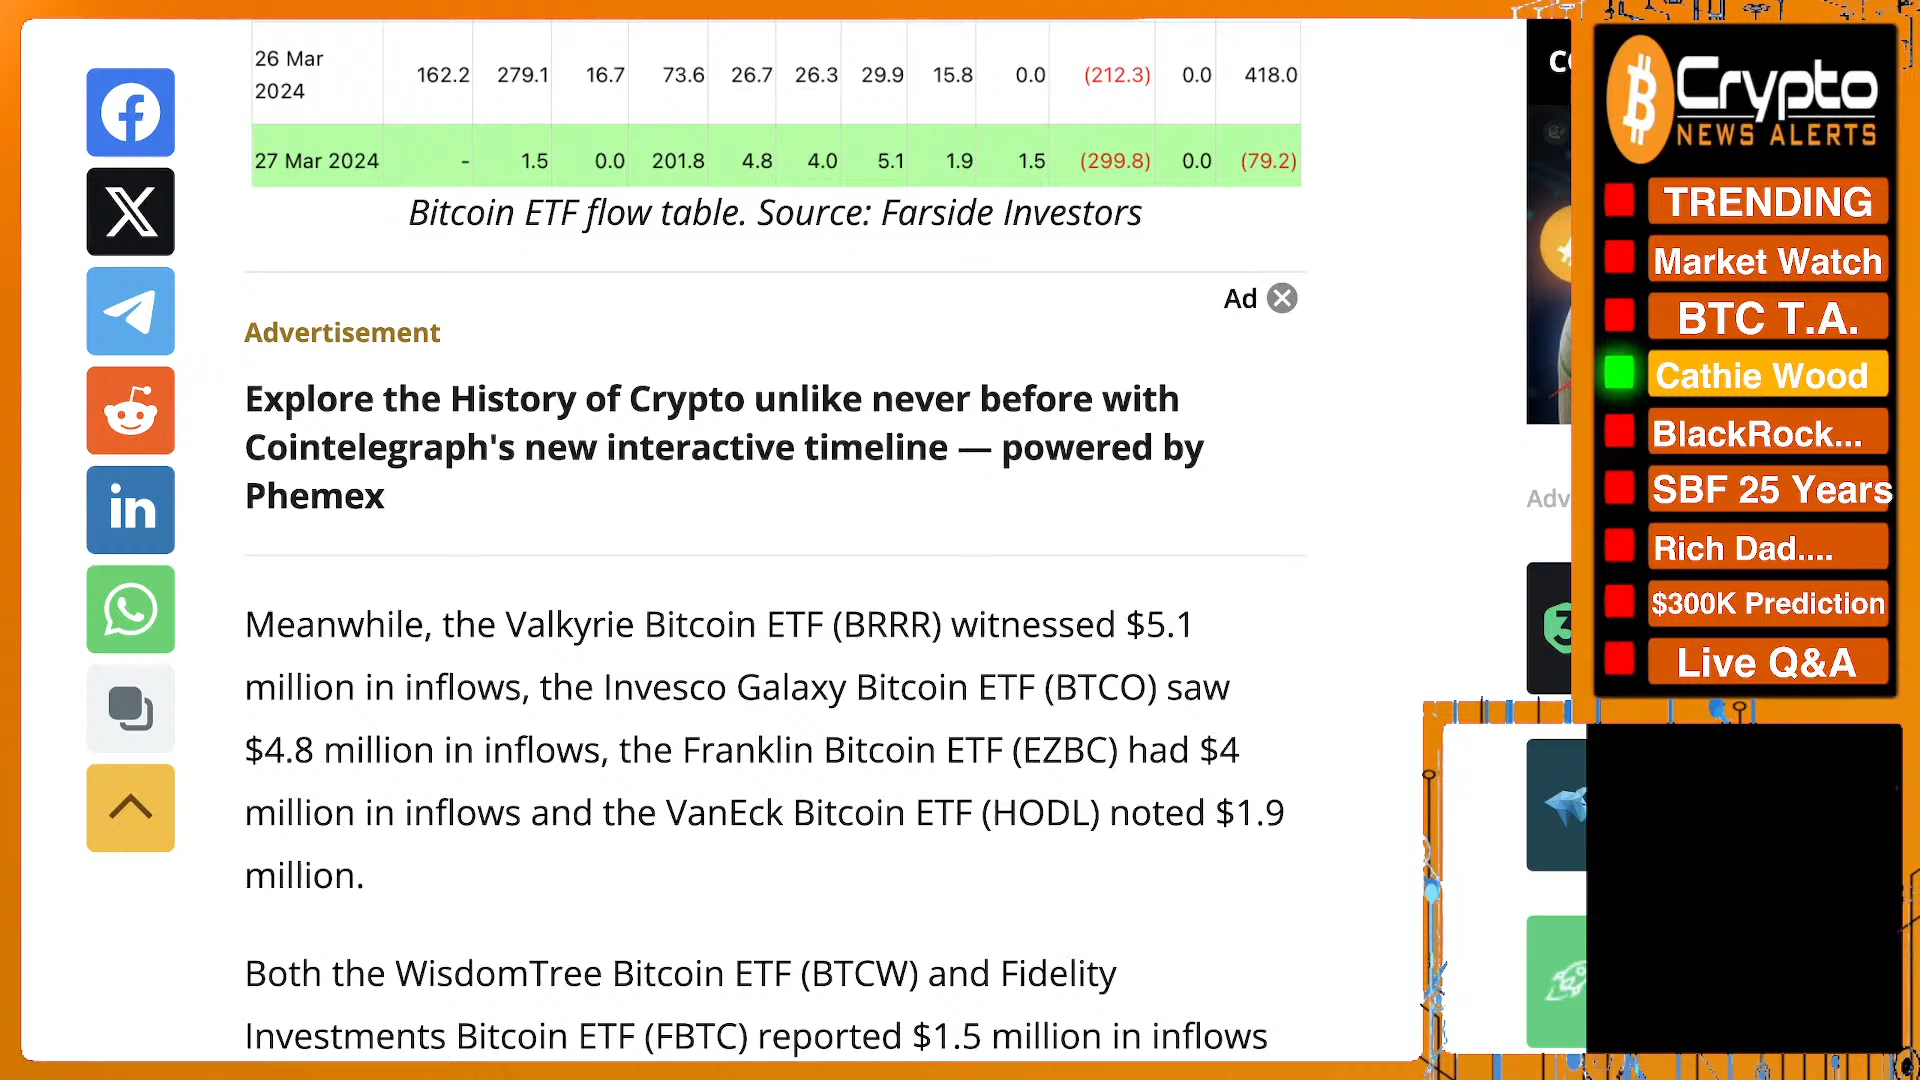 26 Mar
2024
162.2 279.1 16.7 73.6 26.7 26.3 29.9 15.8 0.0 (212.3) 0.0 418.0
27 Mar 2024 - 1.5 0.0 201.8 4.8 4.0 5.1 1.9 1.5 (299.8) 0.0 (79.2)
Bitcoin ETF flow table. Source: Farside Investors
Ad
Advertisement
Explore the History of Crypto unlike never before with
Cointelegraph's new interactive timeline — powered by
Phemex
Meanwhile, the Valkyrie Bitcoin ETF (BRRR) witnessed $5.1
million in inflows, the Invesco Galaxy Bitcoin ETF (BTCO) saw
$4.8 million in inflows, the Franklin Bitcoin ETF (EZBC) had $4
million in inflows and the VanEck Bitcoin ETF (HODL) noted $1.9
million.
Both the WisdomTree Bitcoin ETF (BTCW) and Fidelity
Investments Bitcoin ETF (FBTC) reported $1.5 million in inflows
Adv
Crypto
NEWS ALERTS
TRENDING
Market Watch
BTC T.A.
Cathie Wood
BlackRock...
SBF 25 Years
Rich Dad....
$300K Prediction
Live Q&A